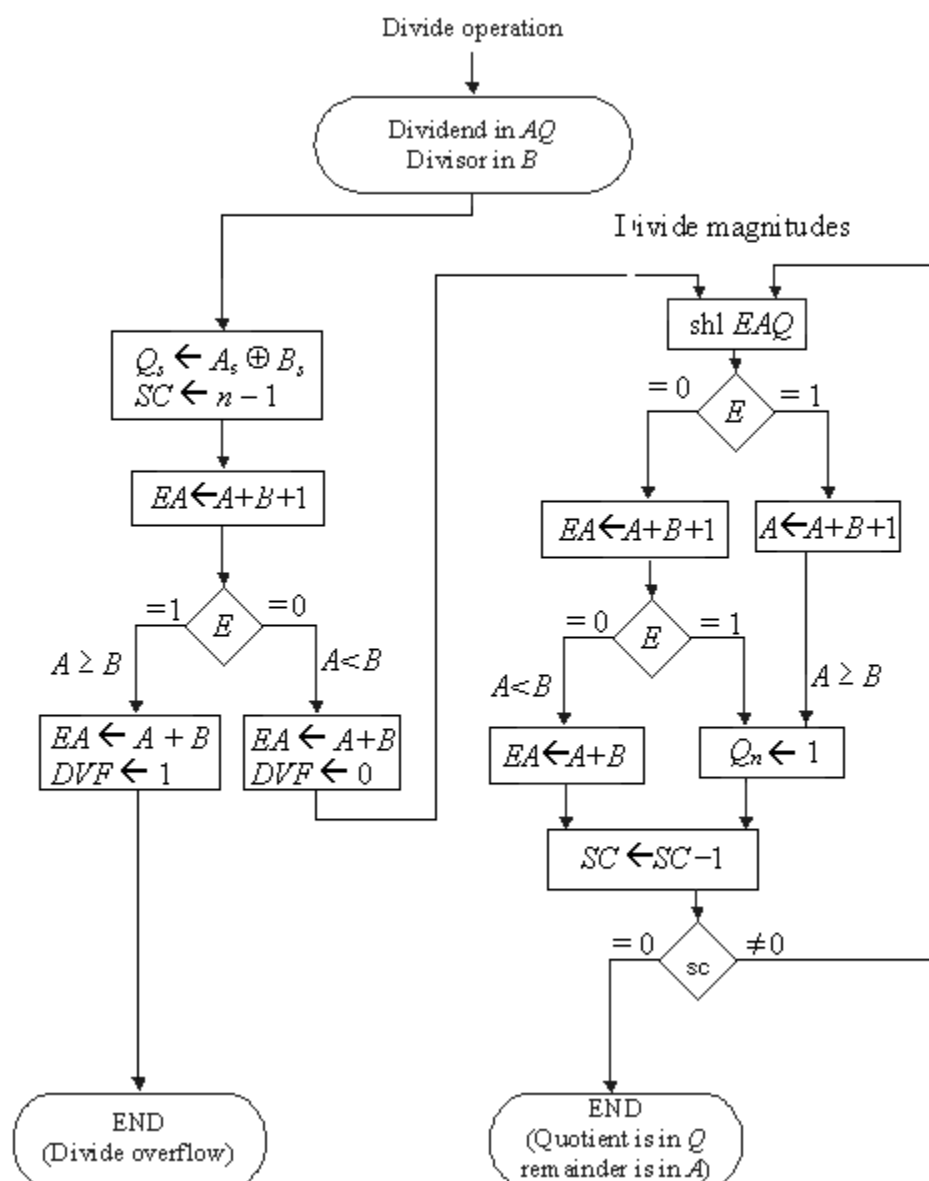 Divide operation
Dividend in AQ
Divisor in B
Qs ← As ⊕ Bs
SC ← n – 1
EA←A+B+1
=1
=0
E
A ≥ B
A<B
EA ← A + B
DVF ← 1
EA ← A+B
DVF ← 0
END
(Divide overflow)
magnitudes
shl EAQ
= 0
= 1
E
EA←A+B+1
A←A+B+1
= 0
= 1
E
A<B
A ≥ B
EA←A+B
Qn ← 1
SC←SC–1
= 0
≠0
sc
END
(Quotient is in Q
remainder is in A)